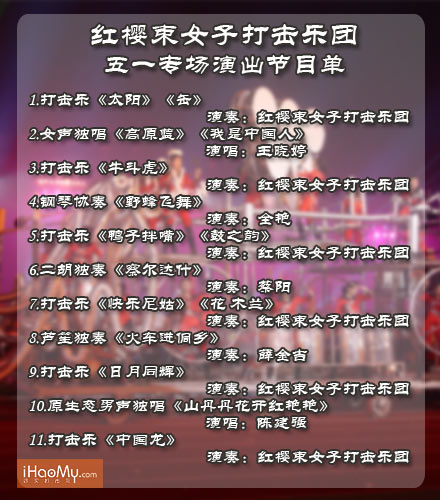 红樱束女子打击乐团
五一专场演出节目单
1.打击乐《太阳》《缶》
演奏：红樱束女子打击乐团
2.女声独唱《高原蓝》《我是中国人》
演唱：王晓婷
3.打击乐《牛斗虎》
演奏：红樱束女子打击乐团
4.钢琴协奏《野蜂飞舞》
演奏：全艳
5.打击乐《鸭子拌嘴》《鼓之韵》
演奏：红樱束女子打击乐团
6.二胡独奏《察尔达什》
演奏：蔡阳
7.打击乐《快乐尼姑》《花.木兰》
演奏：红樱束女子打击乐团
8.芦笙独奏《火车进侗乡》
演奏：薛金吉
9.打击乐《日月同辉》
演奏：红樱束女子打击乐团
10.原生态男声独唱《山丹丹花开红艳艳》
演唱：陈建强
11.打击乐《中国龙》
演奏：红樱束女子打击乐团
iHaoMy.com